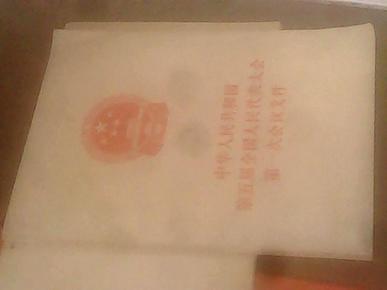 中华人民共和国
第五届全国人民代表大会
第一次会议文件